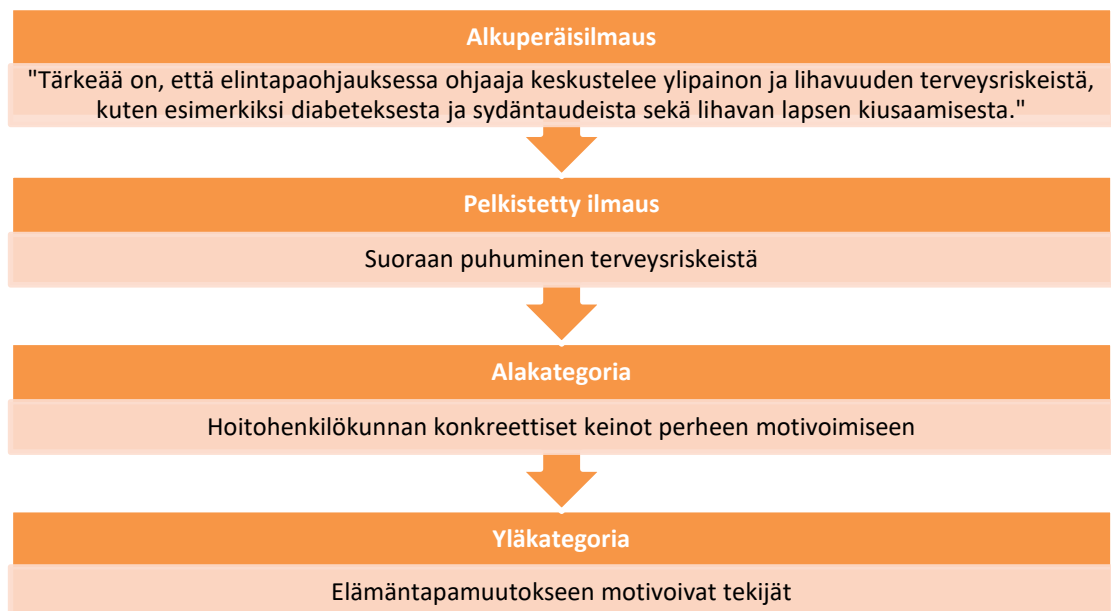 Alkuperäisilmaus
"Tärkeää on, että elintapaohjauksessa ohjaaja keskustelee ylipainon ja lihavuuden terveysriskeistä,
kuten esimerkiksi diabeteksesta ja sydäntaudeista sekä lihavan lapsen kiusaamisesta."
Pelkistetty ilmaus
Suoraan puhuminen terveysriskeistä
Alakategoria
Hoitohenkilökunnan konkreettiset keinot perheen motivoimiseen
Yläkategoria
Elämäntapamuutokseen motivoivat tekijät